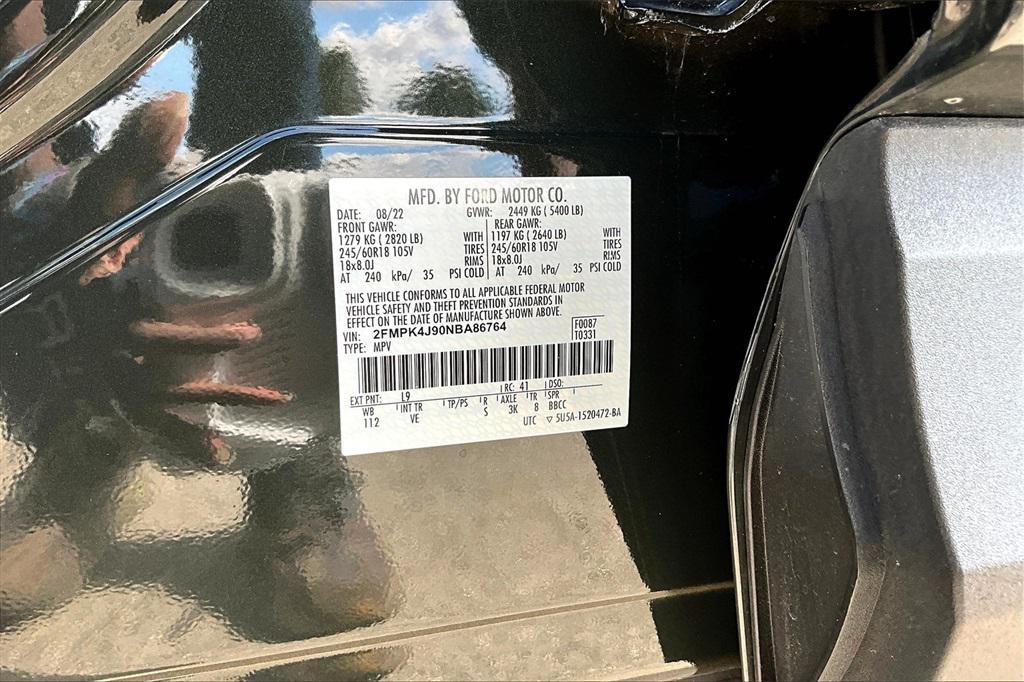 MFD. BY FORD MOTOR CO.
DATE: 08/22 GVWR: 2449 KG ( 5400 LB)
FRONT GAWR: REAR GAWR:
1279 KG ( 2820 LB) WITH 1197 KG ( 2640 LB) WITH
245/60R18 105V TIRES 245/60R18 105V TIRES
18x8.0J RIMS 18x8.0J RIMS
AT 240 kPa/ 35 PSI COLD AT 240 kPa/ 35 PSI COLD
THIS VEHICLE CONFORMS TO ALL APPLICABLE FEDERAL MOTOR
VEHICLE SAFETY AND THEFT PREVENTION STANDARDS IN
EFFECT ON THE DATE OF MANUFACTURE SHOWN ABOVE.
VIN: 2FMPK4J90NBA86764 F0087
TYPE: MPV T0331
EXT PNT: L9 RC: 41 DSO:
WB INT TR TP/PS R AXLE TR SPR
112 VE S 3K 8 BBCC
UTC ▽ 5U5A-1520472-BA